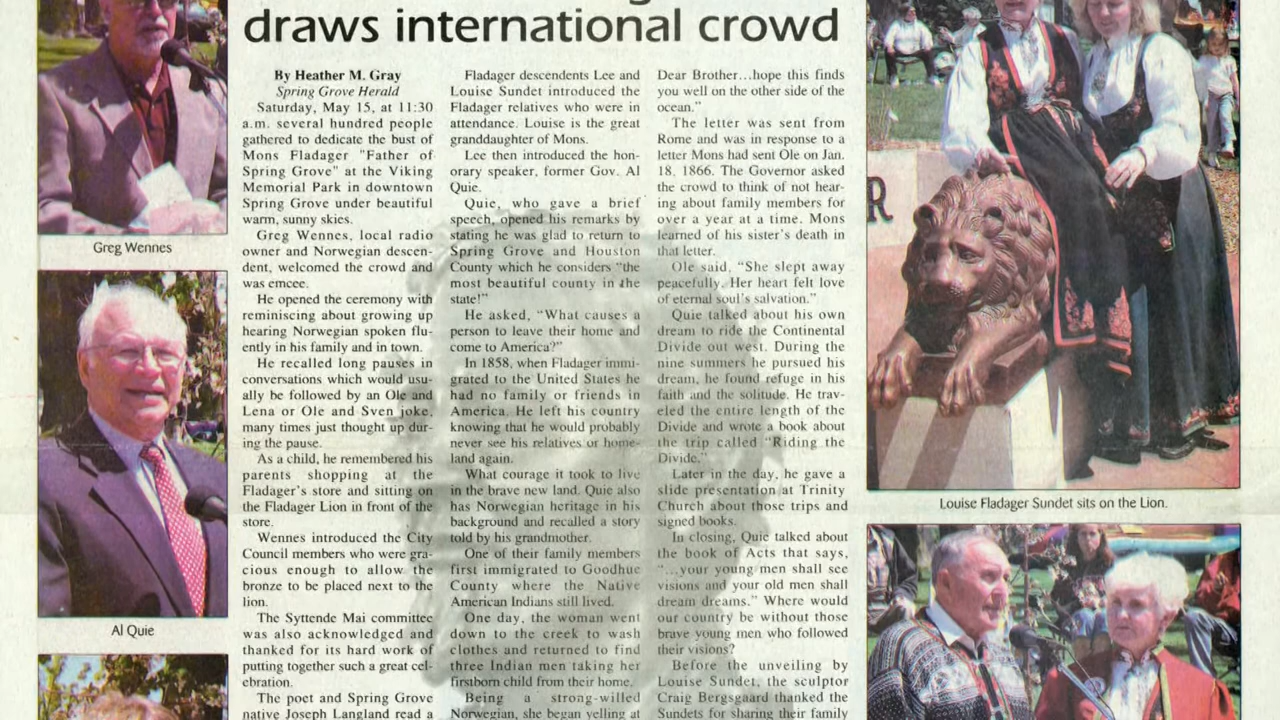 draws international crowd
By Heather M. Gray
Spring Grove Herald
Saturday, May 15, at 11:30
a.m. several hundred people
gathered to dedicate the bust of
Mons Fladager "Father of
Spring Grove" at the Viking
Memorial Park in downtown
Spring Grove under beautiful
warm, sunny skies.
Greg Wennes, local radio
owner and Norwegian descen-
dent, welcomed the crowd and
was emcee.
He opened the ceremony with
reminiscing about growing up
hearing Norwegian spoken flu-
ently in his family and in town.
He recalled long pauses in
conversations which would usu-
ally be followed by an Ole and
Lena or Ole and Sven joke,
many times just thought up dur-
ing the pause.
As a child, he remembered his
parents shopping at the
Fladager's store and sitting on
the Fladager Lion in front of the
store.
Wennes introduced the City
Council members who were gra-
cious enough to allow the
bronze to be placed next to the
lion.
The Syttende Mai committee
was also acknowledged and
thanked for its hard work of
putting together such a great cel-
ebration.
The poet and Spring Grove
native Joseph Langland read a
Fladager descendents Lee and
Louise Sundet introduced the
Fladager relatives who were in
attendance. Louise is the great
granddaughter of Mons.
Lee then introduced the hon-
orary speaker, former Gov. Al
Quie.
Quie, who gave a brief
speech, opened his remarks by
stating he was glad to return to
Spring Grove and Houston
County which he considers "the
most beautiful county in the
state!"
He asked, "What causes a
person to leave their home and
come to America?"
In 1858, when Fladager immi-
grated to the United States he
had no family or friends in
America. He left his country
knowing that he would probably
never see his relatives or home-
land again.
What courage it took to live
in the brave new land. Quie also
has Norwegian heritage in his
background and recalled a story
told by his grandmother.
One of their family members
first immigrated to Goodhue
County where the Native
American Indians still lived.
One day, the woman went
down to the creek to wash
clothes and returned to find
three Indian men taking her
firstborn child from their home.
Being a strong-willed
Norwegian, she began yelling at
Dear Brother...hope this finds
you well on the other side of the
ocean."
The letter was sent from
Rome and was in response to a
letter Mons had sent Ole on Jan.
18, 1866. The Governor asked
the crowd to think of not hear-
ing about family members for
over a year at a time. Mons
learned of his sister's death in
that letter.
Ole said, "She slept away
peacefully. Her heart felt love
of eternal soul's salvation."
Quie talked about his own
dream to ride the Continental
Divide out west. During the
nine summers he pursued his
dream, he found refuge in his
faith and the solitude. He trav-
eled the entire length of the
Divide and wrote a book about
the trip called "Riding the
Divide."
Later in the day, he gave a
slide presentation at Trinity
Church about those trips and
signed books.
In closing, Quie talked about
the book of Acts that says,
"...your young men shall see
visions and your old men shall
dream dreams." Where would
our country be without those
brave young men who followed
their visions?
Before the unveiling by
Louise Sundet, the sculptor
Craig Bergsgaard thanked the
Sundets for sharing their family
Greg Wennes
Al Quie
R
Louise Fladager Sundet sits on the Lion.